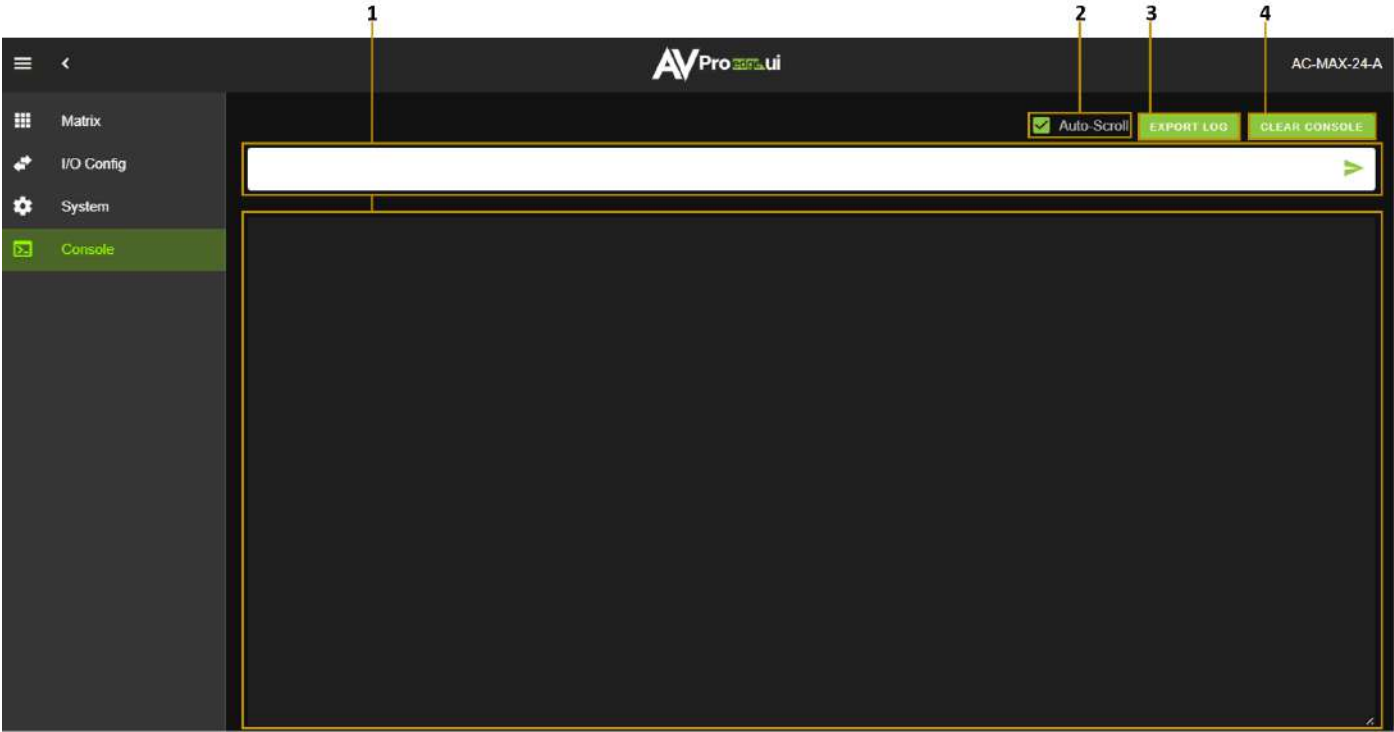 1 2 3 4
AVPro edge.ui AC-MAX-24-A
Matrix
Auto-Scroll EXPORT LOG CLEAR CONSOLE
I/O Config
System
Console